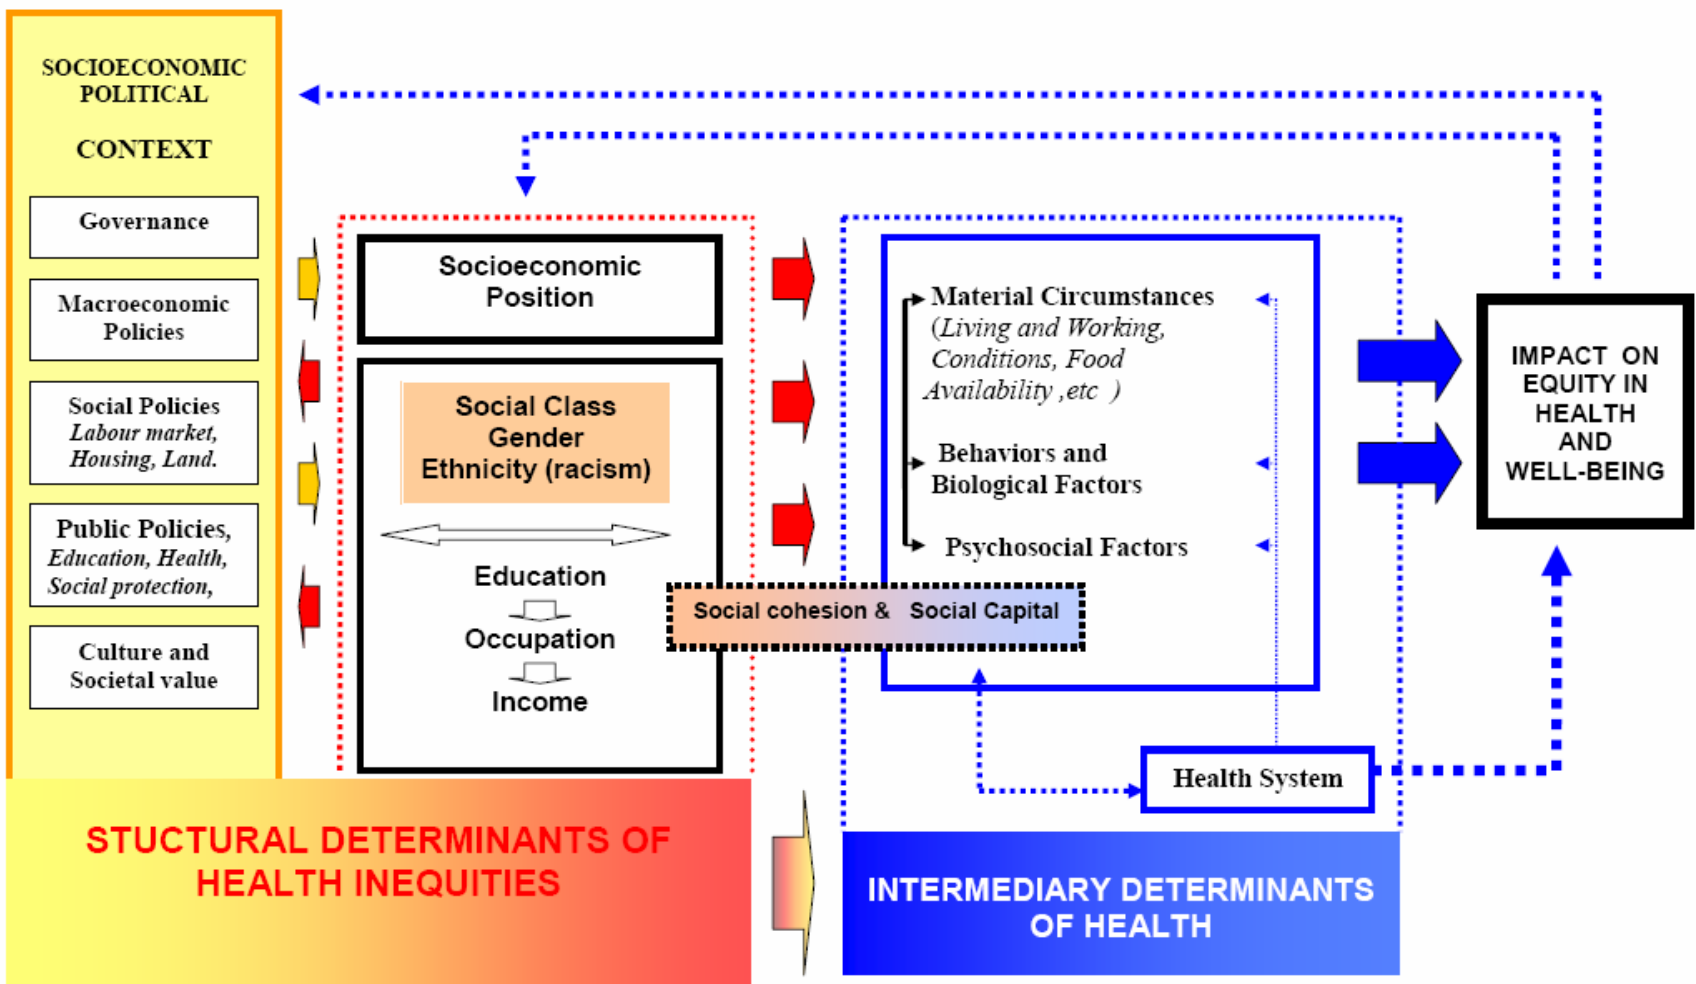 SOCIOECONOMIC
POLITICAL
CONTEXT
Governance
Macroeconomic
Policies
Social Policies
Labour market,
Housing, Land.
Public Policies,
Education, Health,
Social protection,
Culture and
Societal value
Socioeconomic
Position
Social Class
Gender
Ethnicity (racism)
Education
Occupation
Income
Social cohesion & Social Capital
Material Circumstances
(Living and Working,
Conditions, Food
Availability ,etc )
Behaviors and
Biological Factors
Psychosocial Factors
Health System
IMPACT ON
EQUITY IN
HEALTH
AND
WELL-BEING
STUCTURAL DETERMINANTS OF
HEALTH INEQUITIES
INTERMEDIARY DETERMINANTS
OF HEALTH